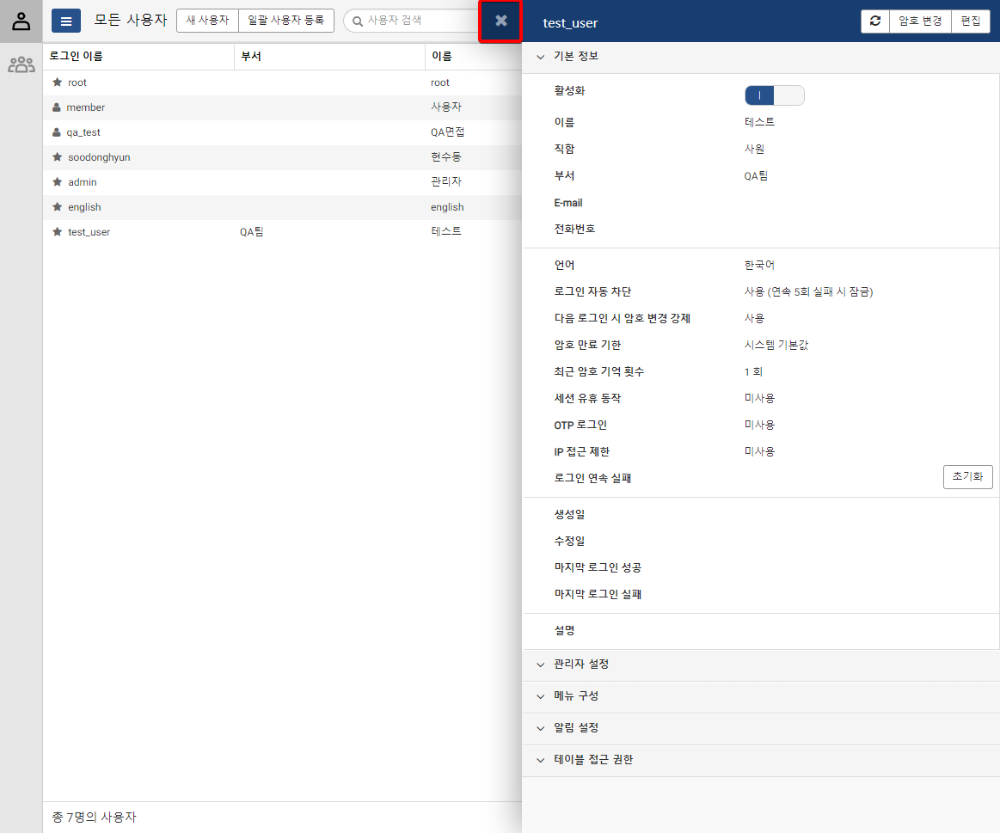 모든 사용자 새 사용자 일괄 사용자 등록 사용자 검색
로그인 이름 부서 이름
root root
member 사용자
qa_test QA면접
soodonghyun 현수동
admin 관리자
english english
test_user QA팀 테스트
총 7명의 사용자
test_user 암호 변경 편집
기본 정보
활성화
이름 테스트
직함 사원
부서 QA팀
E-mail
전화번호
언어 한국어
로그인 자동 차단 사용 (연속 5회 실패 시 잠금)
다음 로그인 시 암호 변경 강제 사용
암호 만료 기한 시스템 기본값
최근 암호 기억 횟수 1 회
세션 유휴 동작 미사용
OTP 로그인 미사용
IP 접근 제한 미사용
로그인 연속 실패 초기화
생성일
수정일
마지막 로그인 성공
마지막 로그인 실패
설명
관리자 설정
메뉴 구성
알림 설정
테이블 접근 권한